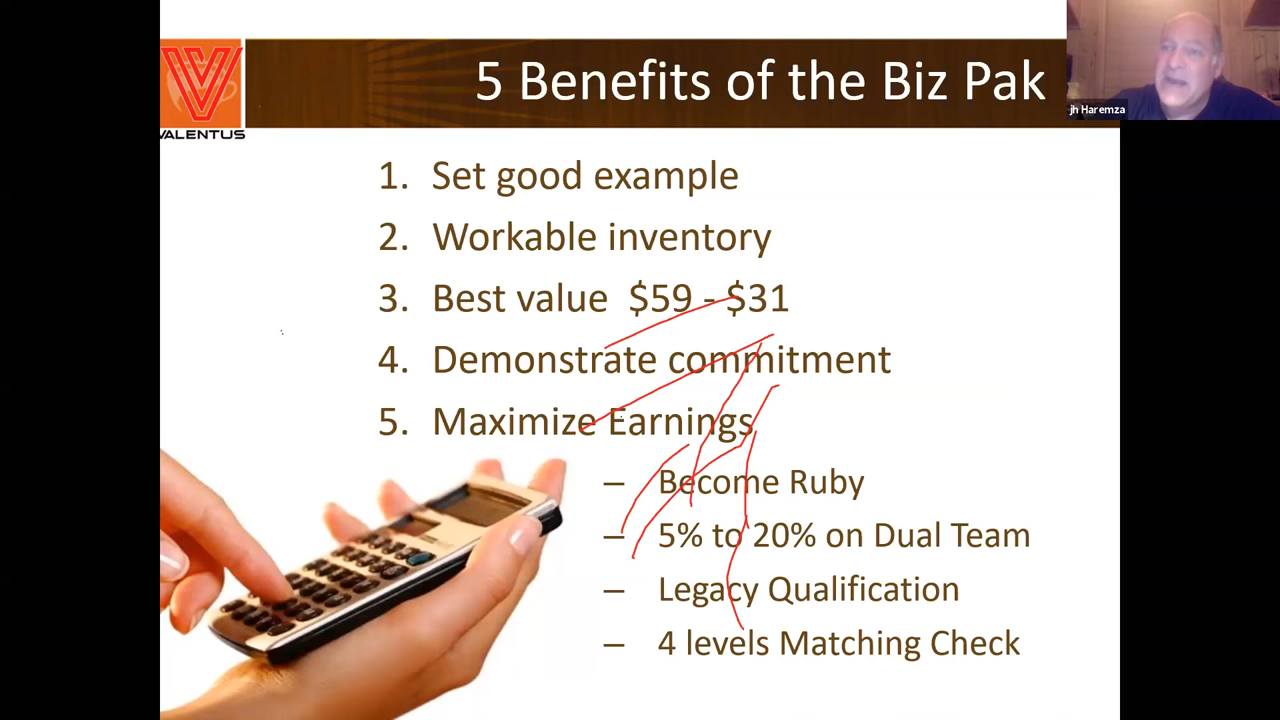 5 Benefits of the Biz Pak
jh Haremza
VALENTUS
1. Set good example
2. Workable inventory
3. Best value $59 - $31
4. Demonstrate commitment
5. Maximize Earnings
– Become Ruby
– 5% to 20% on Dual Team
– Legacy Qualification
– 4 levels Matching Check